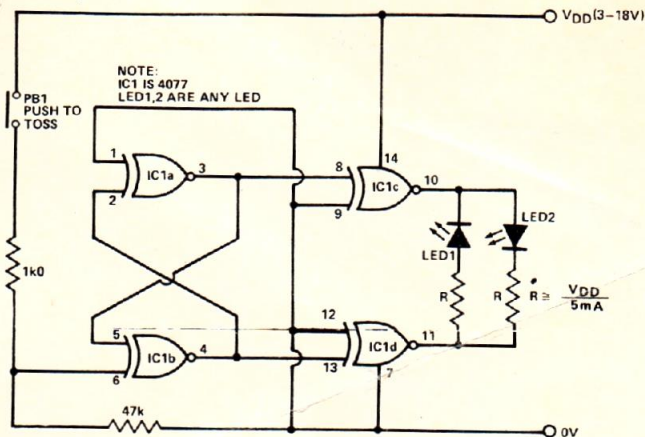 VDD(3–18V)
NOTE:
IC1 IS 4077
LED1,2 ARE ANY LED
PB1
PUSH TO
TOSS
1
2
3
IC1a
8
9
14
10
IC1c
LED1
LED2
1k0
R
R
R ≅ VDD
5mA
5
6
4
IC1b
12
13
11
IC1d
7
47k
0V